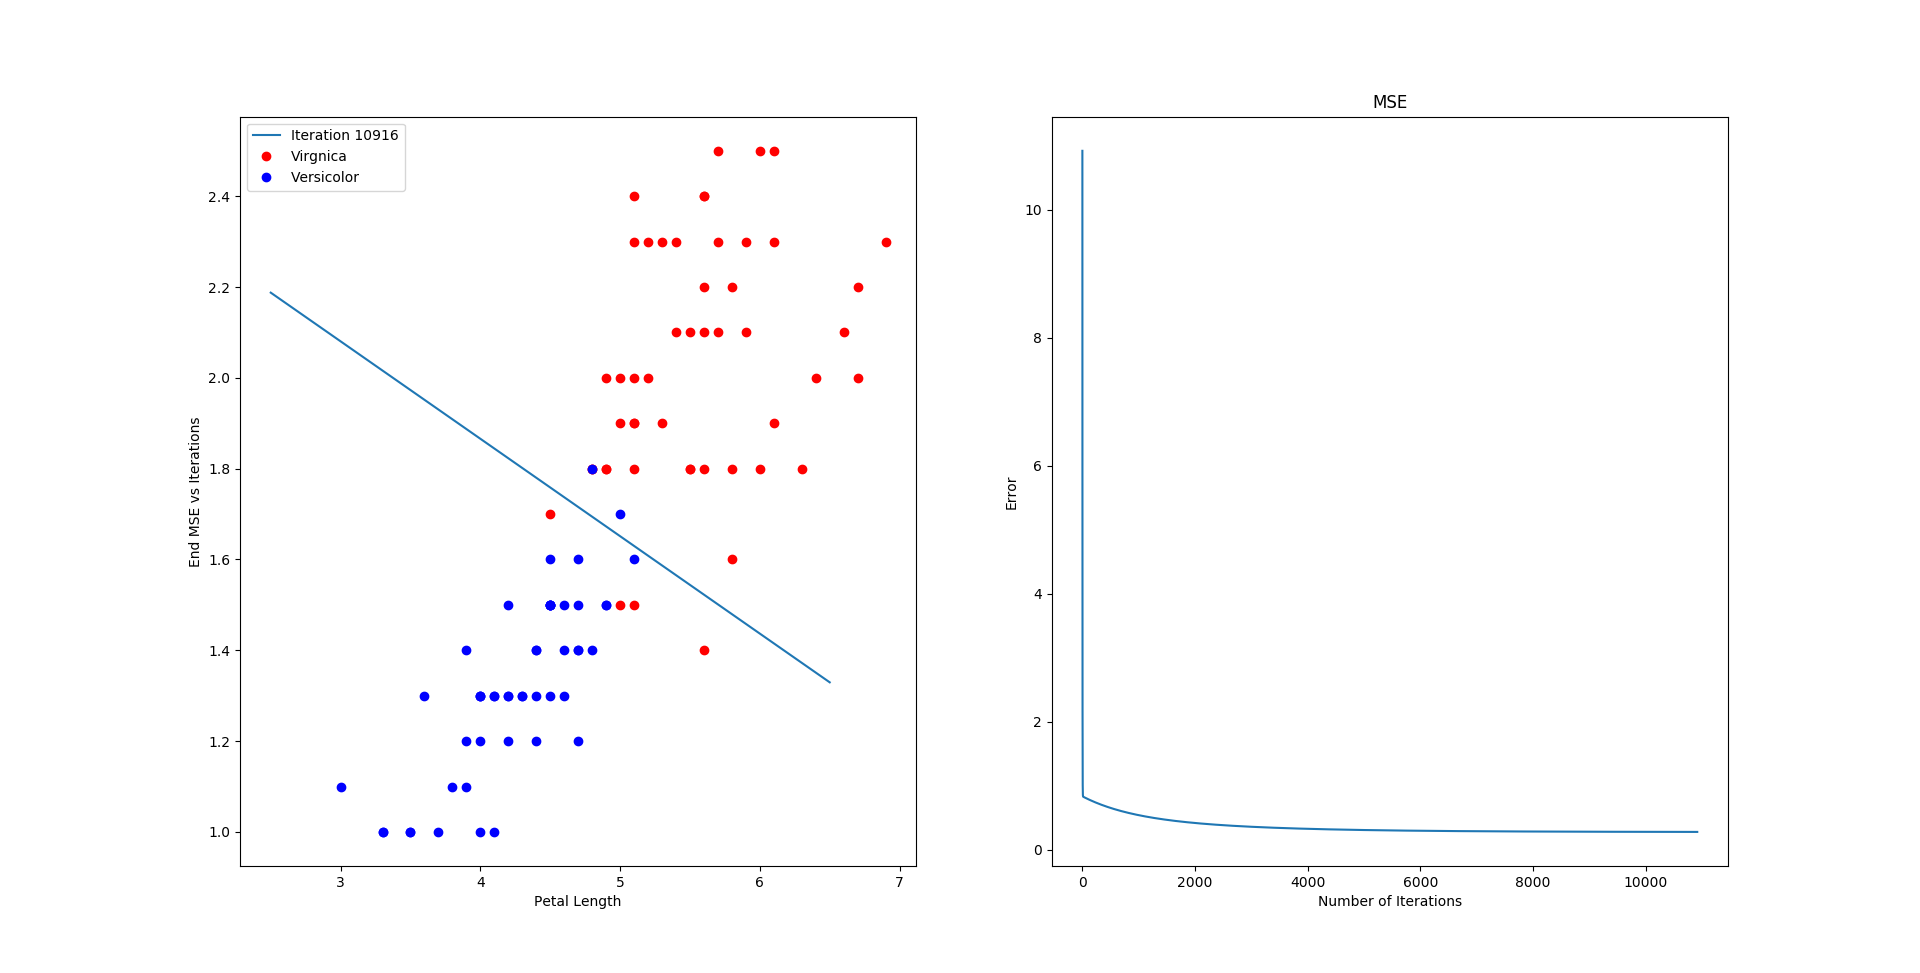 Iteration 10916
Virgnica
Versicolor
2.4
2.2
2.0
1.8
1.6
1.4
1.2
1.0
End MSE vs Iterations
3 4 5 6 7
Petal Length
MSE
10
8
6
4
2
0
Error
0 2000 4000 6000 8000 10000
Number of Iterations